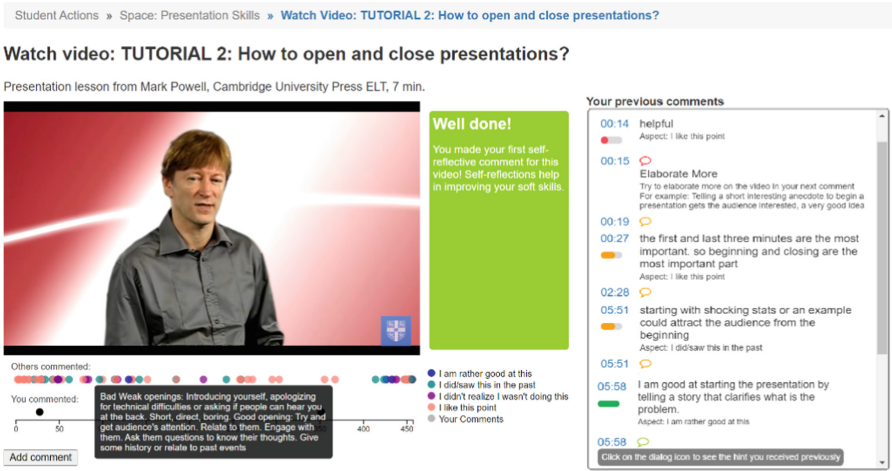 Student Actions » Space: Presentation Skills » Watch Video: TUTORIAL 2: How to open and close presentations?
Watch video: TUTORIAL 2: How to open and close presentations?
Presentation lesson from Mark Powell, Cambridge University Press ELT, 7 min.
Well done!
You made your first self-
reflective comment for this
video! Self-reflections help
in improving your soft skills.
Others commented:
You commented:
Bad Weak openings: Introducing yourself, apologizing
for technical difficulties or asking if people can hear you
at the back. Short, direct, boring. Good opening: Try and
get audience's attention. Relate to them. Engage with
them. Ask them questions to know their thoughts. Give
some history or relate to past events
0 50 400 450
I am rather good at this
I did/saw this in the past
I didn't realize I wasn't doing this
I like this point
Your Comments
Add comment
Your previous comments
00:14 helpful
Aspect: I like this point
00:15
Elaborate More
Try to elaborate more on the video in your next comment
For example: Telling a short interesting anecdote to begin a
presentation gets the audience interested, a very good idea
00:19
00:27 the first and last three minutes are the most
important. so beginning and closing are the
most important part
Aspect: I like this point
02:28
05:51 starting with shocking stats or an example
could attract the audience from the
beginning
Aspect: I did/saw this in the past
05:51
05:58 I am good at starting the presentation by
telling a story that clarifies what is the
problem.
Aspect: I am rather good at this
05:58
Click on the dialog icon to see the hint you received previously